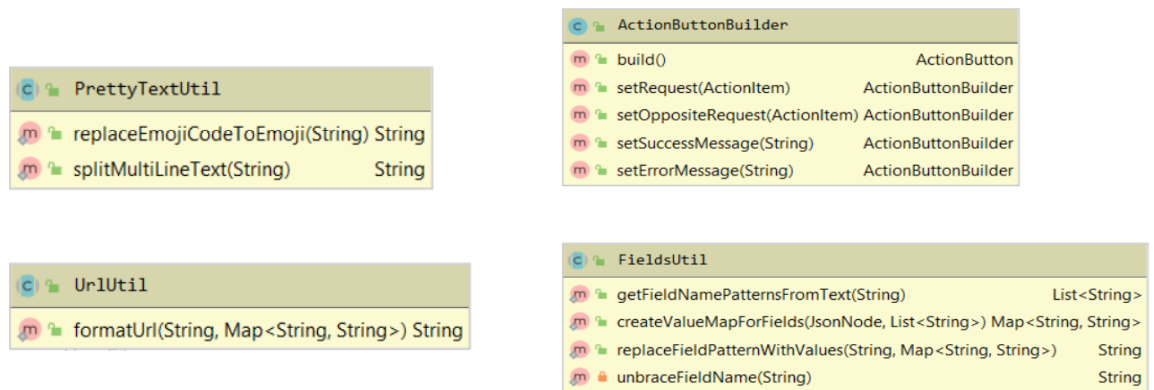 PrettyTextUtil
replaceEmojiCodeToEmoji(String) String
splitMultiLineText(String) String
ActionButtonBuilder
build() ActionButton
setRequest(ActionItem) ActionButtonBuilder
setOppositeRequest(ActionItem) ActionButtonBuilder
setSuccessMessage(String) ActionButtonBuilder
setErrorMessage(String) ActionButtonBuilder
UrlUtil
formatUrl(String, Map<String, String>) String
FieldsUtil
getFieldNamePatternsFromText(String) List<String>
createValueMapForFields(JsonNode, List<String>) Map<String, String>
replaceFieldPatternWithValues(String, Map<String, String>) String
unbraceFieldName(String) String